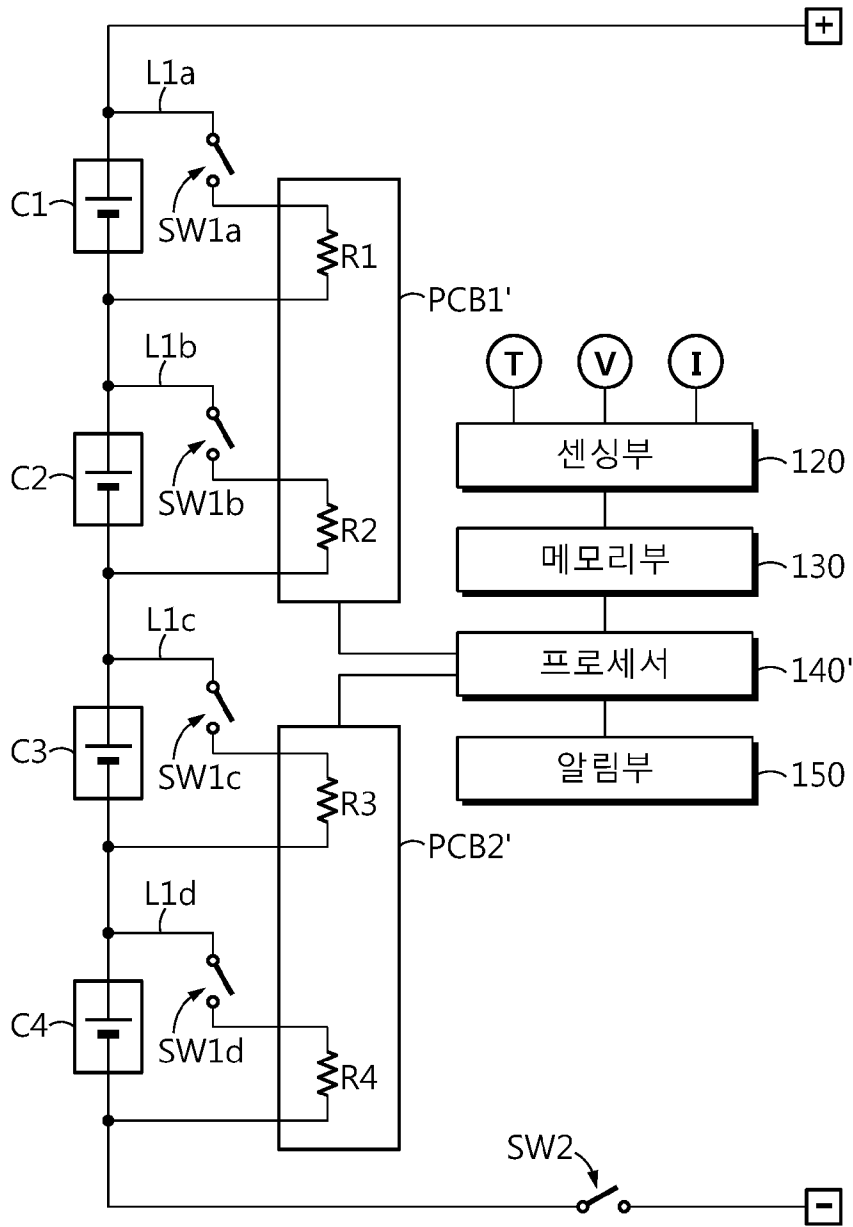 +
L1a
C1
SW1a
R1
PCB1'
L1b
T V I
센싱부
120
C2
SW1b
R2
메모리부
130
L1c
프로세서
140'
C3
SW1c
R3
알림부
150
PCB2'
L1d
C4
SW1d
R4
SW2
-